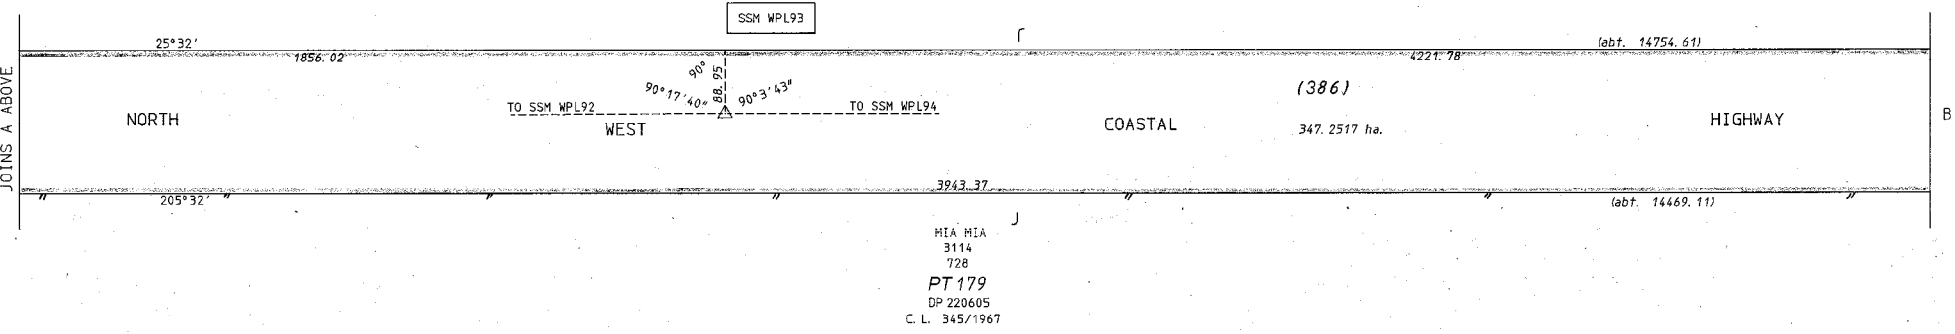 SSM WPL93
25°32'
(abt. 14754.61)
1856.02
4221.78
90°
88.95
90°17'40"
90°3'43"
(386)
TO SSM WPL92
TO SSM WPL94
NORTH
WEST
COASTAL
347.2517 ha.
HIGHWAY
JOINS A ABOVE
B
3943.37
205°32'
(abt. 14469.11)
MIA MIA
3114
728
PT 179
DP 220605
C. L. 345/1967